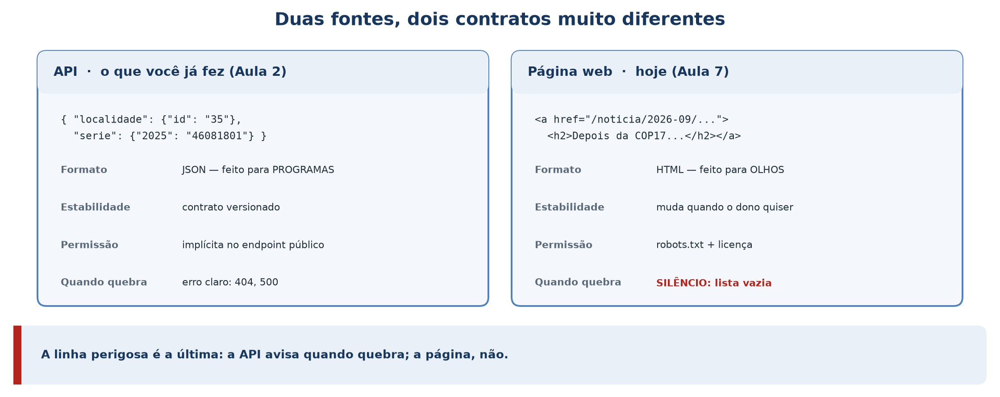 Duas fontes, dois contratos muito diferentes
API · o que você já fez (Aula 2)
{ "localidade": {"id": "35"},
"serie": {"2025": "46081801"} }
Formato JSON — feito para PROGRAMAS
Estabilidade contrato versionado
Permissão implícita no endpoint público
Quando quebra erro claro: 404, 500
Página web · hoje (Aula 7)
<a href="/noticia/2026-09/...">
<h2>Depois da COP17...</h2></a>
Formato HTML — feito para OLHOS
Estabilidade muda quando o dono quiser
Permissão robots.txt + licença
Quando quebra SILÊNCIO: lista vazia
A linha perigosa é a última: a API avisa quando quebra; a página, não.